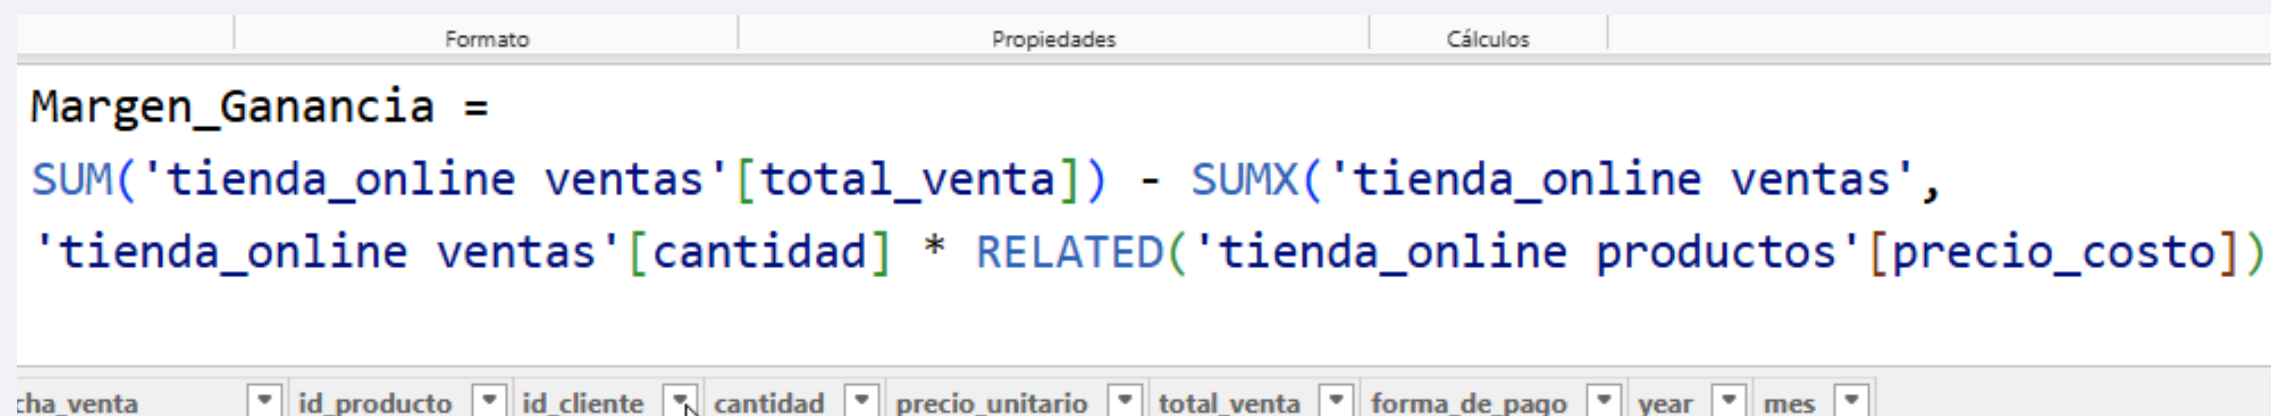 Formato Propiedades Cálculos
Margen_Ganancia =
SUM('tienda_online ventas'[total_venta]) - SUMX('tienda_online ventas',
'tienda_online ventas'[cantidad] * RELATED('tienda_online productos'[precio_costo])
cha_venta id_producto id_cliente cantidad precio_unitario total_venta forma_de_pago year mes